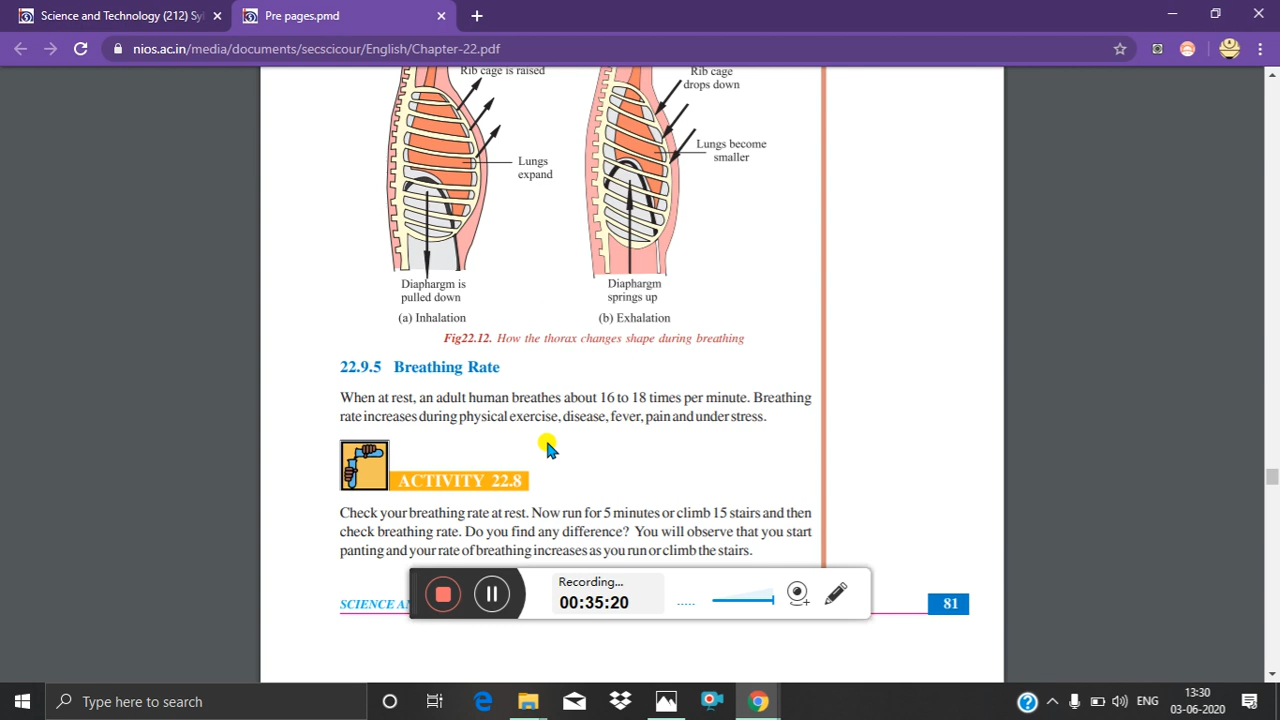 Science and Technology (212) Syl
Pre pages.pmd
nios.ac.in/media/documents/secscicour/English/Chapter-22.pdf
Rib cage is raised
Rib cage
drops down
Lungs become
smaller
Lungs
expand
Diaphargm is
pulled down
Diaphargm
springs up
(a) Inhalation
(b) Exhalation
Fig22.12. How the thorax changes shape during breathing
22.9.5 Breathing Rate
When at rest, an adult human breathes about 16 to 18 times per minute. Breathing
rate increases during physical exercise, disease, fever, pain and under stress.
ACTIVITY 22.8
Check your breathing rate at rest. Now run for 5 minutes or climb 15 stairs and then
check breathing rate. Do you find any difference? You will observe that you start
panting and your rate of breathing increases as you run or climb the stairs.
Recording...
00:35:20
SCIENCE AN
81
Type here to search
ENG
13:30
03-06-2020